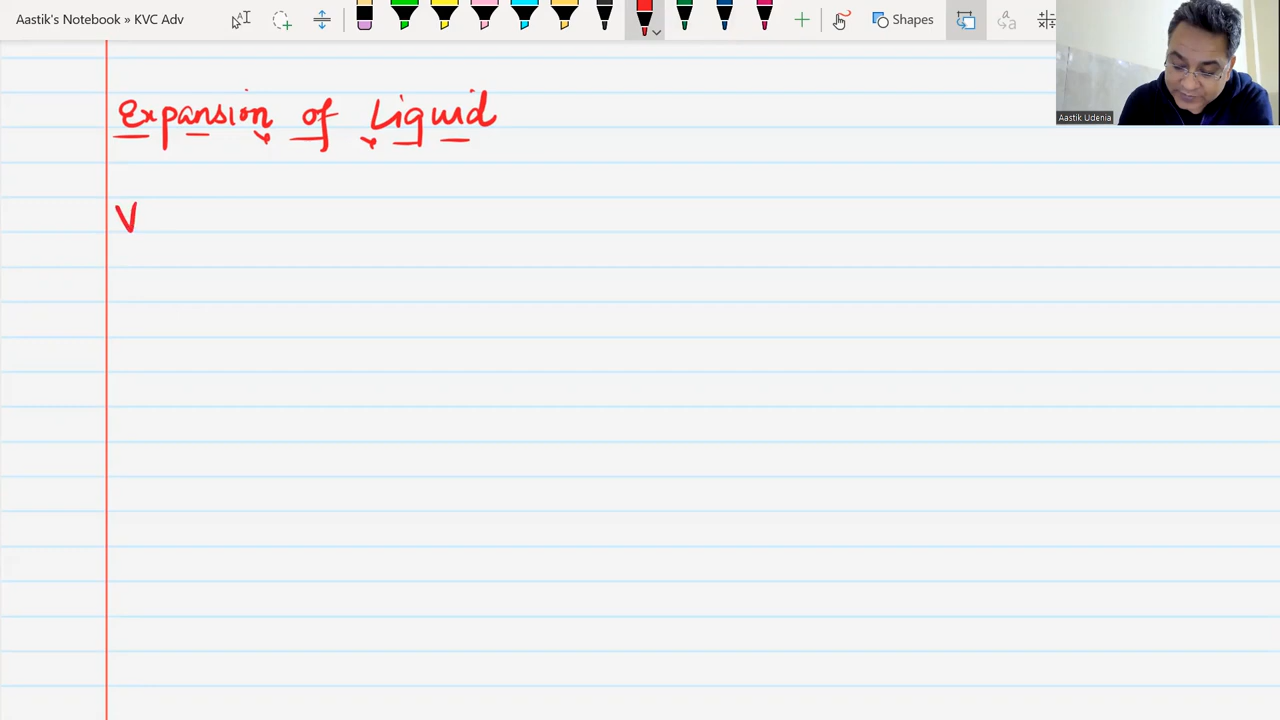 Aastik's Notebook » KVC Adv
Shapes
Aastik Udenia
Expansion of Liquid
V